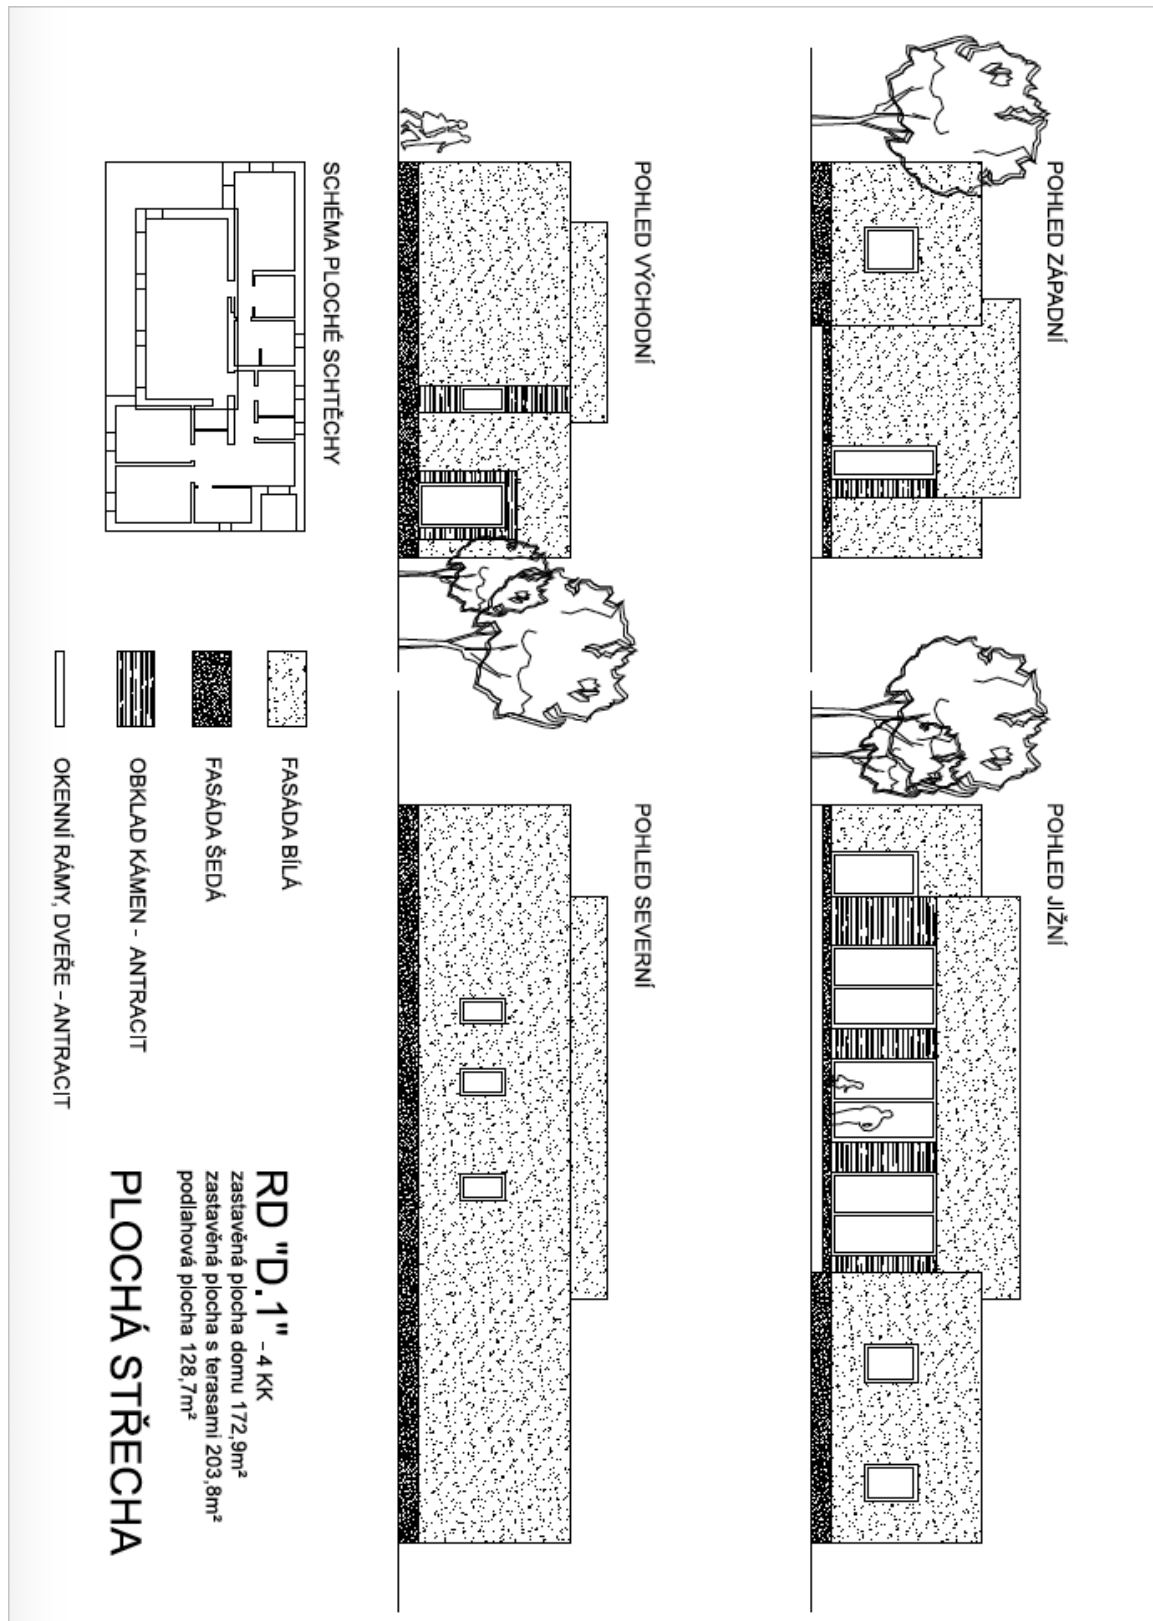 POHLED ZÁPADNÍ
POHLED JIŽNÍ
POHLED VÝCHODNÍ
POHLED SEVERNÍ
SCHÉMA PLOCHÉ SCHTĚCHY
FASÁDA BÍLÁ
FASÁDA ŠEDÁ
OBKLAD KÁMEN - ANTRACIT
OKENNÍ RÁMY, DVEŘE - ANTRACIT
RD "D.1" - 4 KK
zastavěná plocha domu 172,9m²
zastavěná plocha s terasami 203,8m²
podlahová plocha 128,7m²
PLOCHÁ STŘECHA